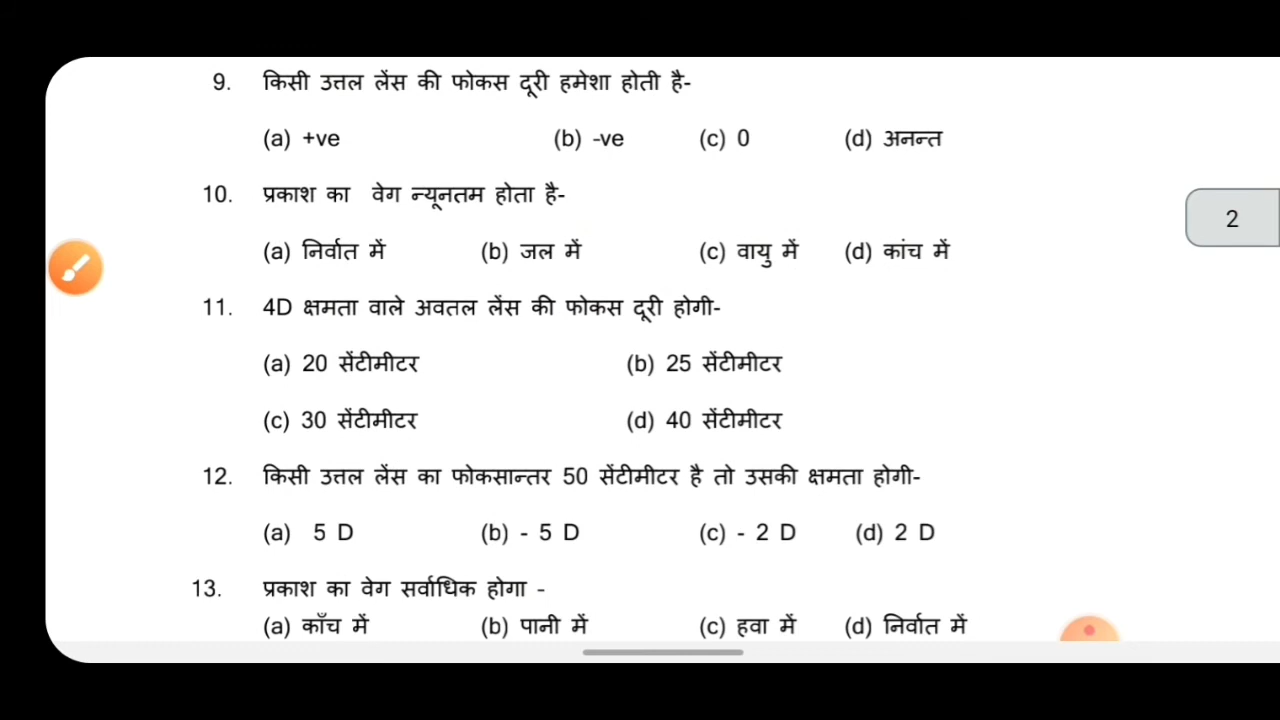 9. किसी उत्तल लेंस की फोकस दूरी हमेशा होती है-
(a) +ve (b) -ve (c) 0 (d) अनन्त
10. प्रकाश का वेग न्यूनतम होता है-
2
(a) निर्वात में (b) जल में (c) वायु में (d) कांच में
11. 4D क्षमता वाले अवतल लेंस की फोकस दूरी होगी-
(a) 20 सेंटीमीटर (b) 25 सेंटीमीटर
(c) 30 सेंटीमीटर (d) 40 सेंटीमीटर
12. किसी उत्तल लेंस का फोकसान्तर 50 सेंटीमीटर है तो उसकी क्षमता होगी-
(a) 5 D (b) - 5 D (c) - 2 D (d) 2 D
13. प्रकाश का वेग सर्वाधिक होगा -
(a) काँच में (b) पानी में (c) हवा में (d) निर्वात में